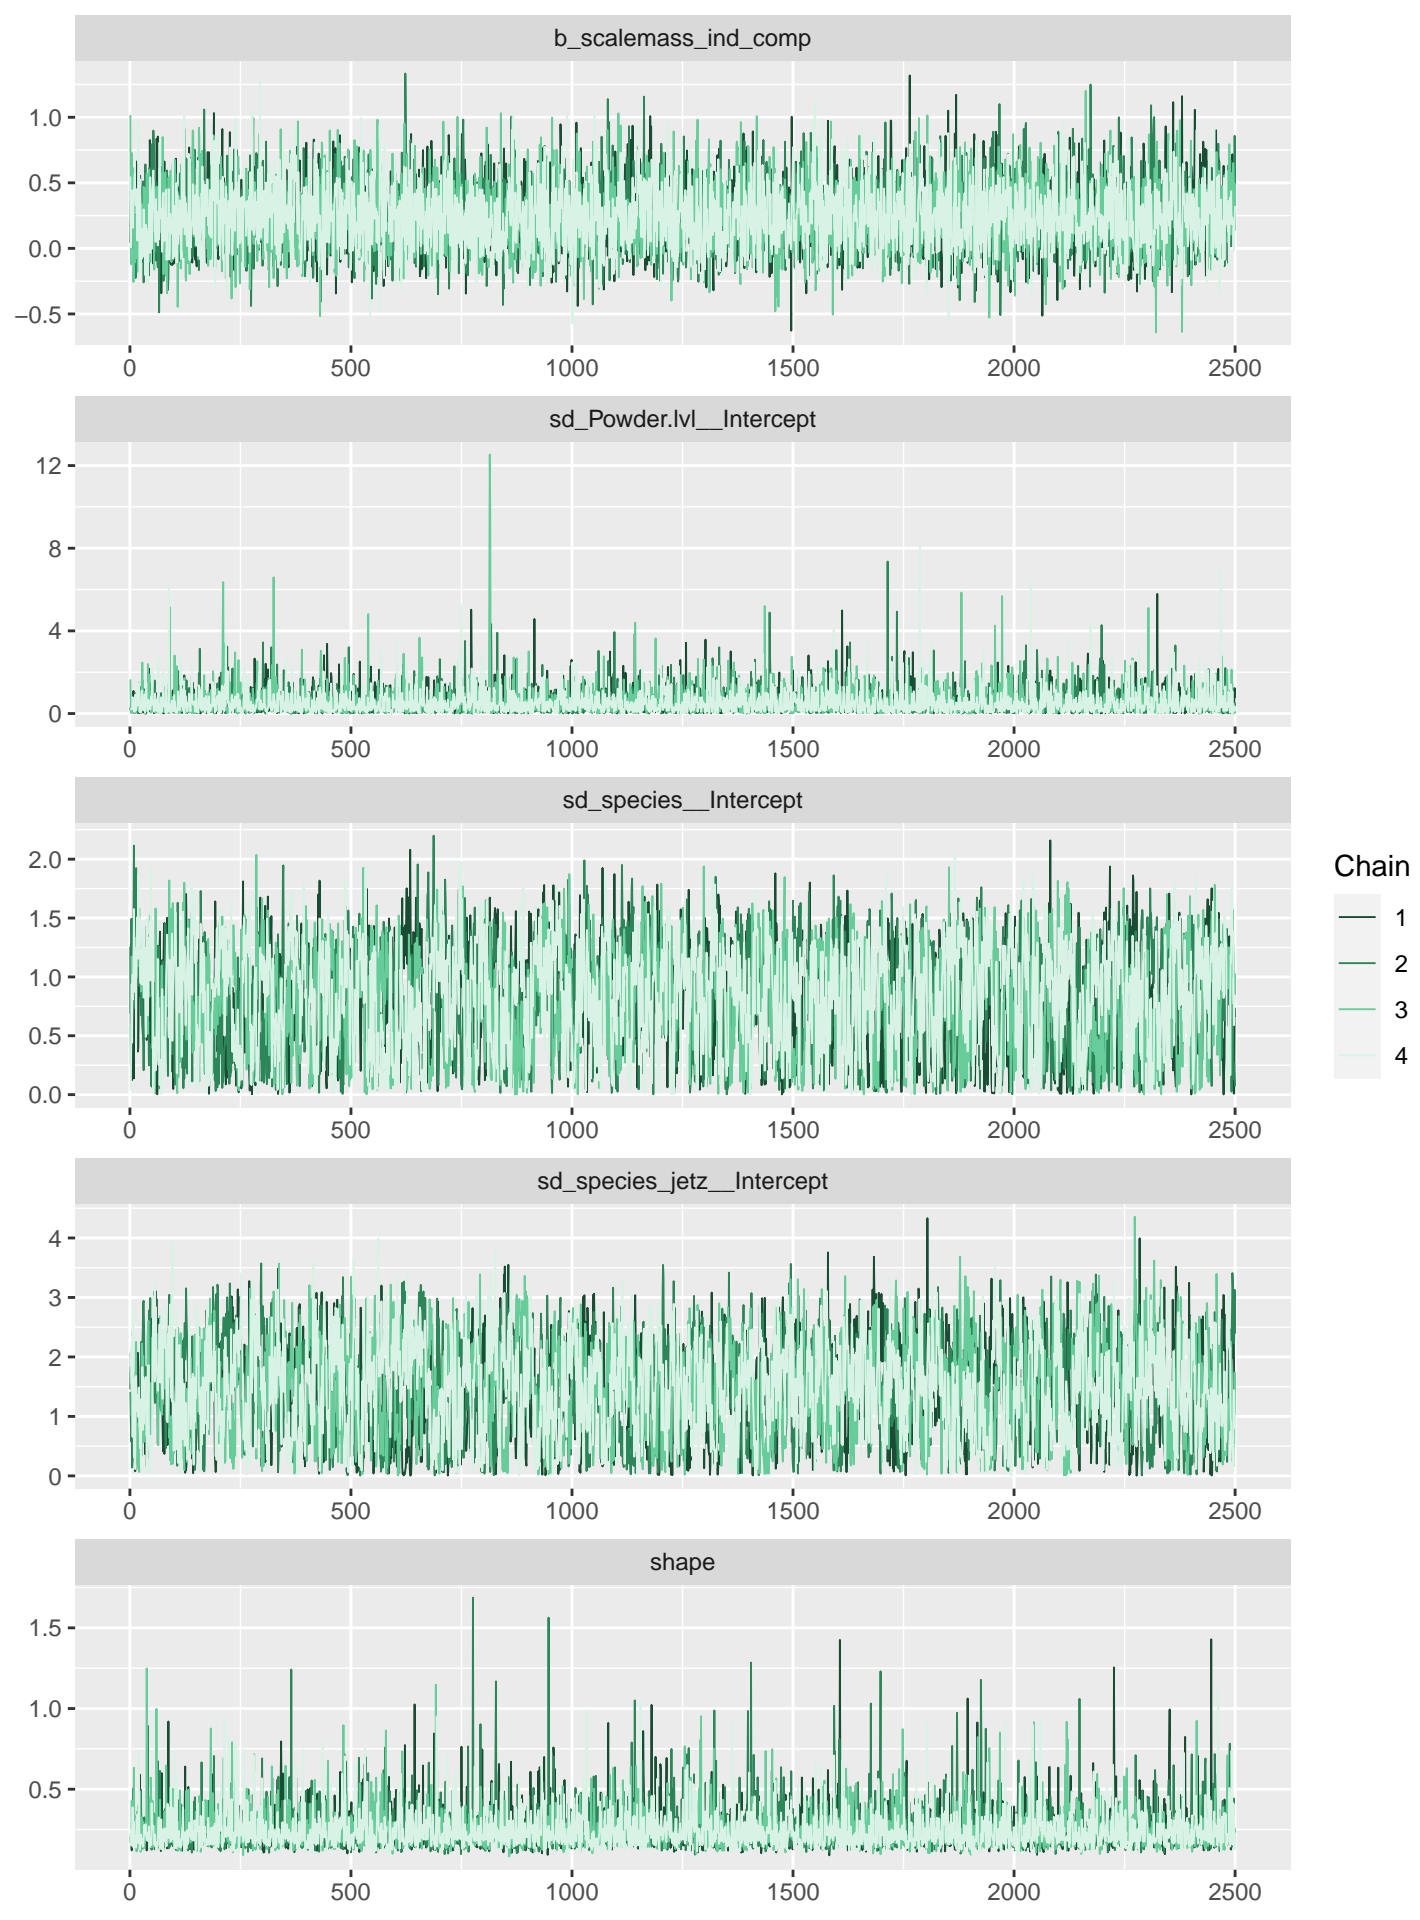 b_scalemass_ind_comp
1.0
0.5
0.0
−0.5
0 500 1000 1500 2000 2500
sd_Powder.lvl__Intercept
12
8
4
0
0 500 1000 1500 2000 2500
sd_species__Intercept
2.0
1.5
1.0
0.5
0.0
0 500 1000 1500 2000 2500
Chain
1
2
3
4
sd_species_jetz__Intercept
4
3
2
1
0
0 500 1000 1500 2000 2500
shape
1.5
1.0
0.5
0 500 1000 1500 2000 2500